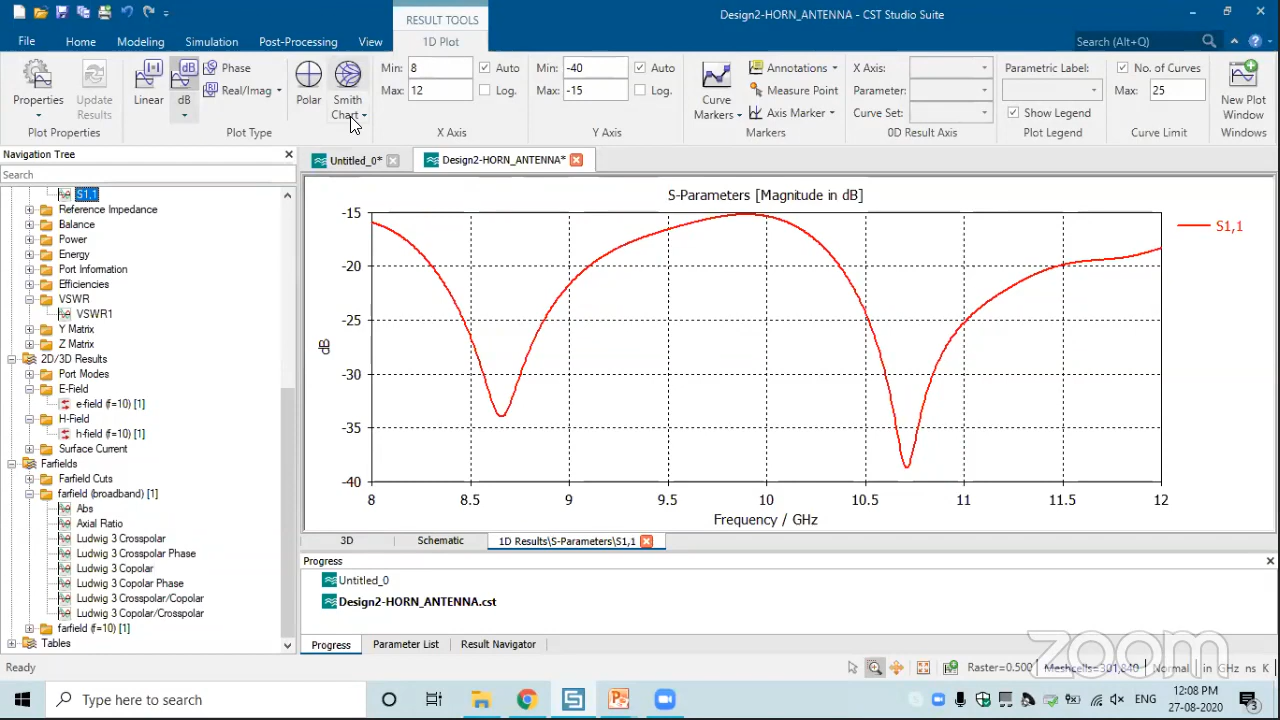 RESULT TOOLS
Design2-HORN_ANTENNA - CST Studio Suite
File Home Modeling Simulation Post-Processing View 1D Plot
Search (Alt+Q)
Properties
Update Results
Plot Properties
Linear
dB
Phase
Real/Imag
Polar
Smith Chart
Plot Type
Min: 8 Auto
Max: 12 Log.
X Axis
Min: -40 Auto
Max: -15 Log.
Y Axis
Curve Markers
Annotations
Measure Point
Axis Marker
Markers
X Axis:
Parameter:
Curve Set:
0D Result Axis
Parametric Label:
Show Legend
Plot Legend
No. of Curves
Max: 25
Curve Limit
New Plot Window
Windows
Navigation Tree
Search
S1,1
Reference Impedance
Balance
Power
Energy
Port Information
Efficiencies
VSWR
VSWR1
Y Matrix
Z Matrix
2D/3D Results
Port Modes
E-Field
e-field (f=10) [1]
H-Field
h-field (f=10) [1]
Surface Current
Farfields
Farfield Cuts
farfield (broadband) [1]
Abs
Axial Ratio
Ludwig 3 Crosspolar
Ludwig 3 Crosspolar Phase
Ludwig 3 Copolar
Ludwig 3 Copolar Phase
Ludwig 3 Crosspolar/Copolar
Ludwig 3 Copolar/Crosspolar
farfield (f=10) [1]
Tables
Untitled_0*
Design2-HORN_ANTENNA*
S-Parameters [Magnitude in dB]
S1,1
dB
-15
-20
-25
-30
-35
-40
8 8.5 9 9.5 10 10.5 11 11.5 12
Frequency / GHz
3D Schematic 1D Results\S-Parameters\S1,1
Progress
Untitled_0
Design2-HORN_ANTENNA.cst
Progress Parameter List Result Navigator
zoom
Ready
Raster=0.500 Meshcells=301,840 Normal in GHz ns K
Type here to search
ENG
12:08 PM
27-08-2020
3